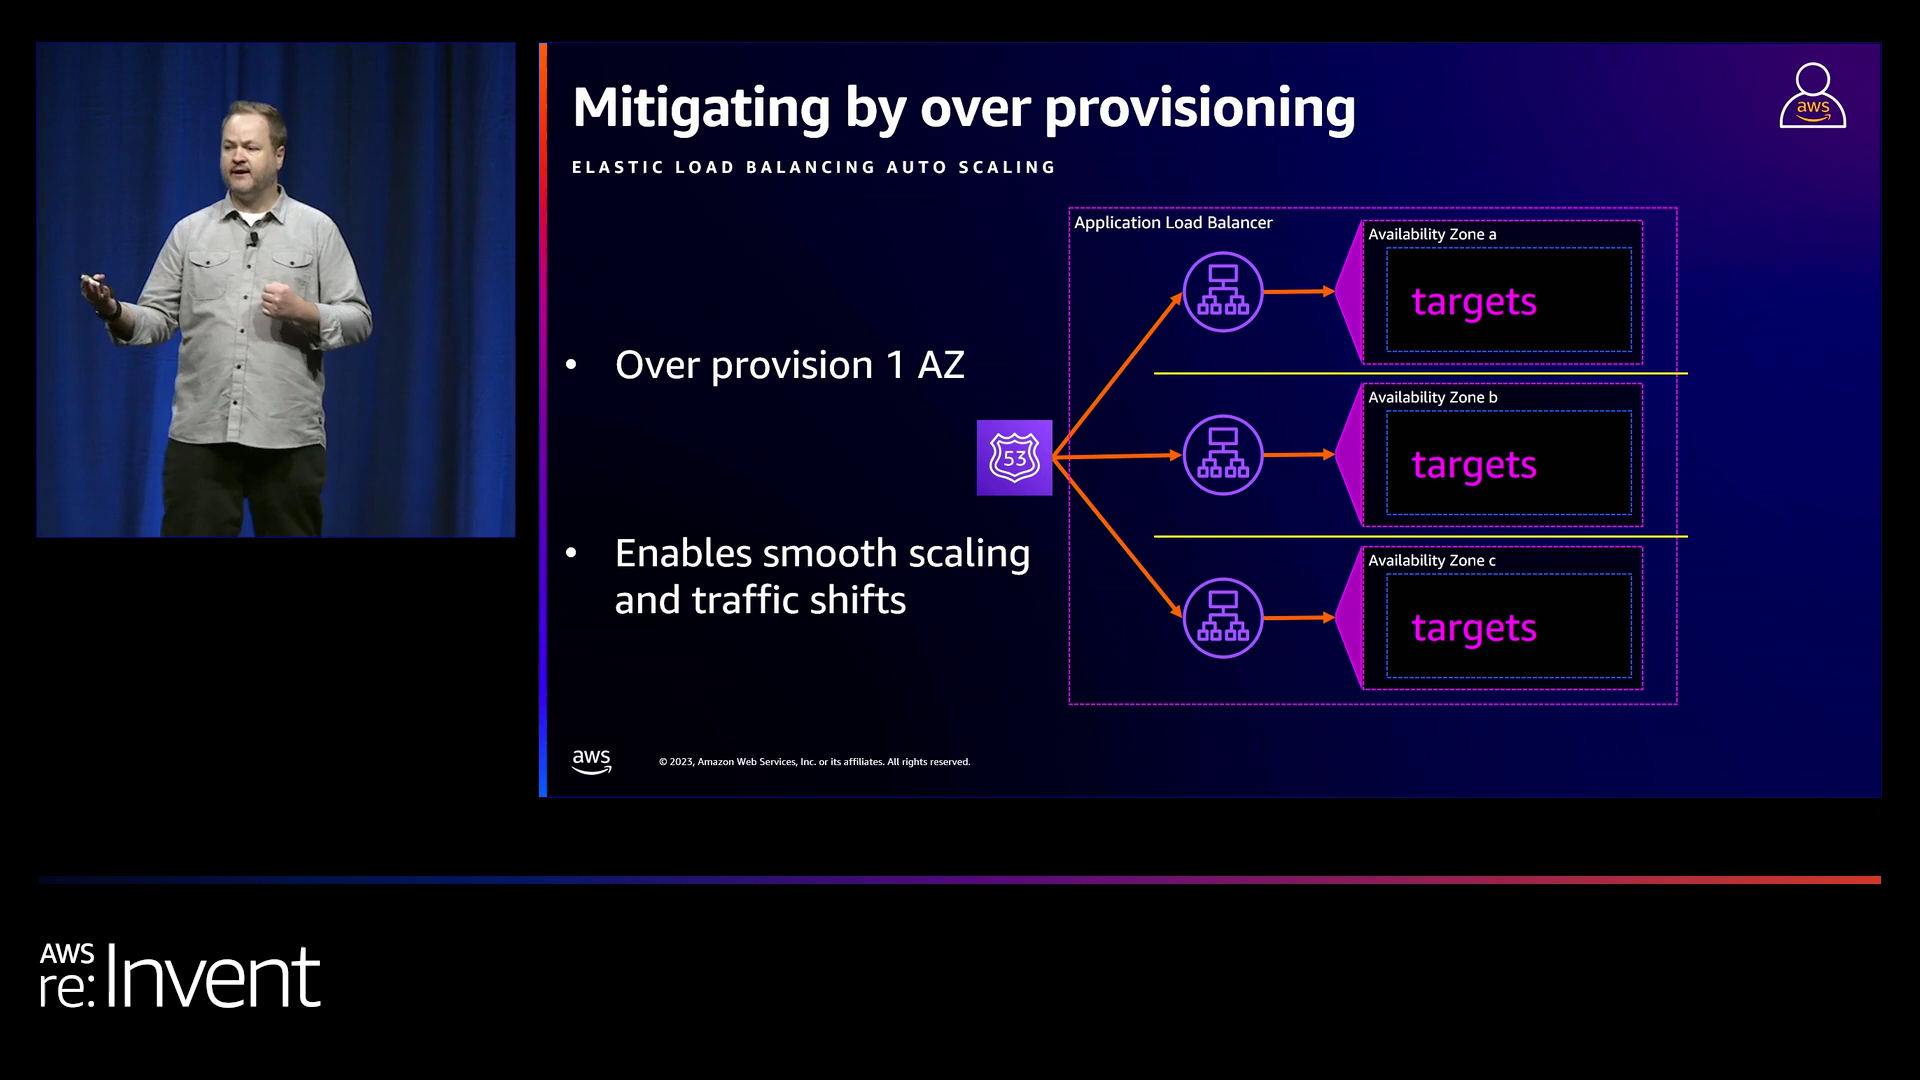 Mitigating by over provisioning
ELASTIC LOAD BALANCING AUTO SCALING
aws
• Over provision 1 AZ
• Enables smooth scaling
and traffic shifts
53
Application Load Balancer
Availability Zone a
targets
Availability Zone b
targets
Availability Zone c
targets
aws
© 2023, Amazon Web Services, Inc. or its affiliates. All rights reserved.
AWS
re:Invent